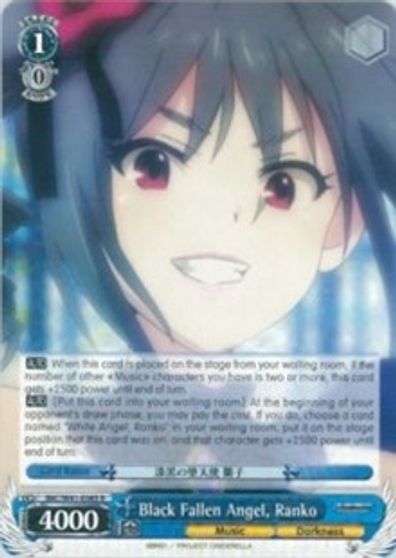 1
0
AUTO When this card is placed on the stage from your waiting room, if the
number of other «Music» characters you have is two or more, this card
gets +2500 power until end of turn.
AUTO [Put this card into your waiting room] At the beginning of your
opponent's draw phase, you may pay the cost. If you do, choose a card
named "White Angel, Ranko" in your waiting room, put it on the stage
position that this card was on, and that character gets +2500 power until
end of turn.
漆黒の堕天使 蘭子
Black Fallen Angel, Ranko
4000
Music
Darkness
PROJECT CINDERELLA